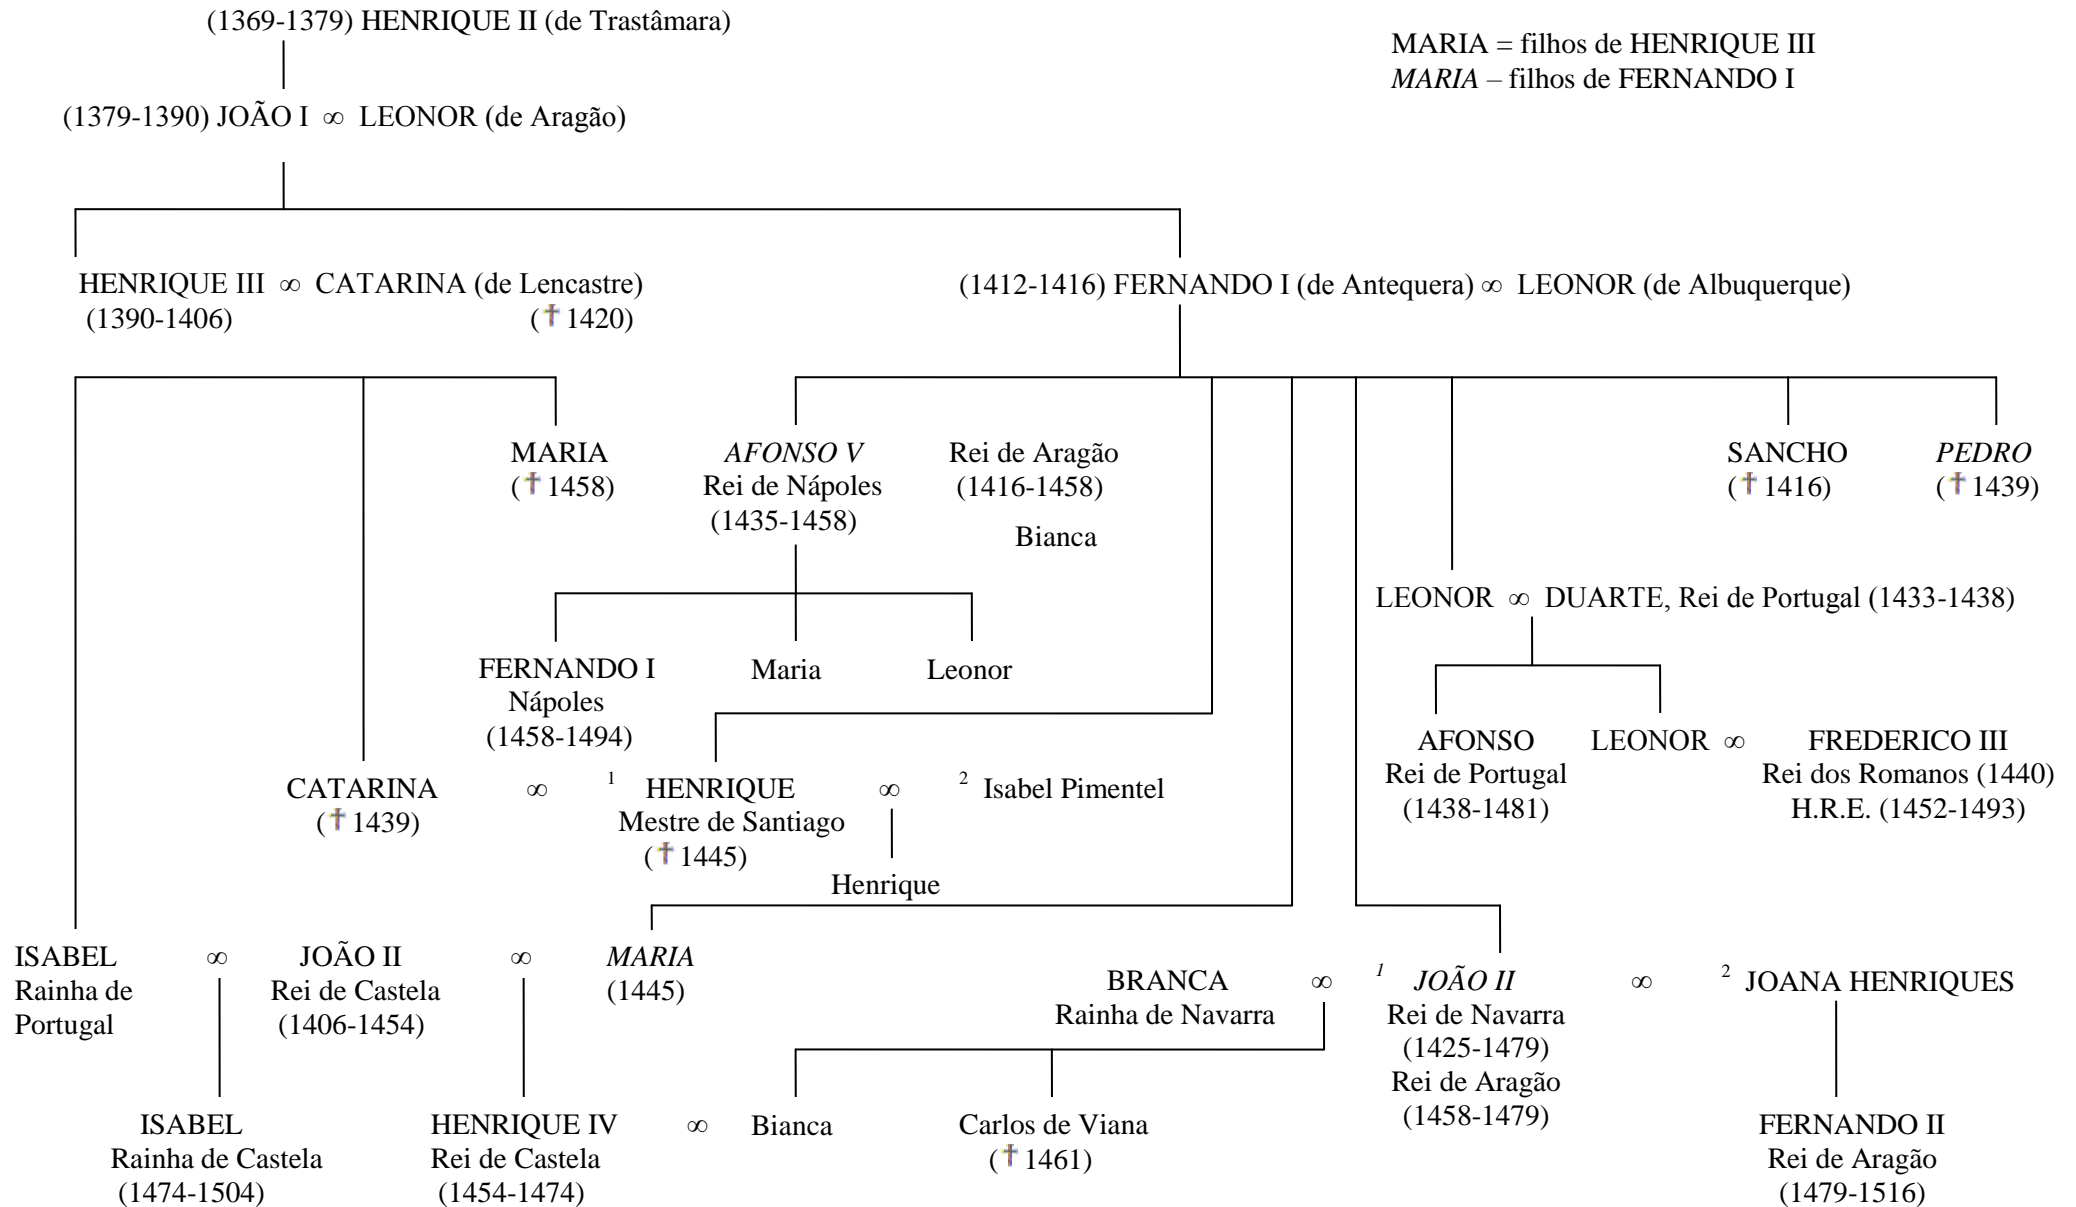 (1369-1379) HENRIQUE II (de Trastâmara)
MARIA = filhos de HENRIQUE III
MARIA – filhos de FERNANDO I
(1379-1390) JOÃO I ∞ LEONOR (de Aragão)
HENRIQUE III ∞ CATARINA (de Lencastre)
(1390-1406) (✝ 1420)
(1412-1416) FERNANDO I (de Antequera) ∞ LEONOR (de Albuquerque)
MARIA
(✝ 1458)
AFONSO V
Rei de Nápoles
(1435-1458)
Rei de Aragão
(1416-1458)
Bianca
SANCHO
(✝ 1416)
PEDRO
(✝ 1439)
LEONOR ∞ DUARTE, Rei de Portugal (1433-1438)
FERNANDO I
Nápoles
(1458-1494)
Maria
Leonor
AFONSO
Rei de Portugal
(1438-1481)
LEONOR ∞
FREDERICO III
Rei dos Romanos (1440)
H.R.E. (1452-1493)
CATARINA
(✝ 1439)
∞
1 HENRIQUE
Mestre de Santiago
(✝ 1445)
∞
2 Isabel Pimentel
Henrique
ISABEL
Rainha de
Portugal
∞
JOÃO II
Rei de Castela
(1406-1454)
∞
MARIA
(1445)
BRANCA
Rainha de Navarra
∞
1 JOÃO II
Rei de Navarra
(1425-1479)
Rei de Aragão
(1458-1479)
∞
2 JOANA HENRIQUES
ISABEL
Rainha de Castela
(1474-1504)
HENRIQUE IV
Rei de Castela
(1454-1474)
∞
Bianca
Carlos de Viana
(✝ 1461)
FERNANDO II
Rei de Aragão
(1479-1516)